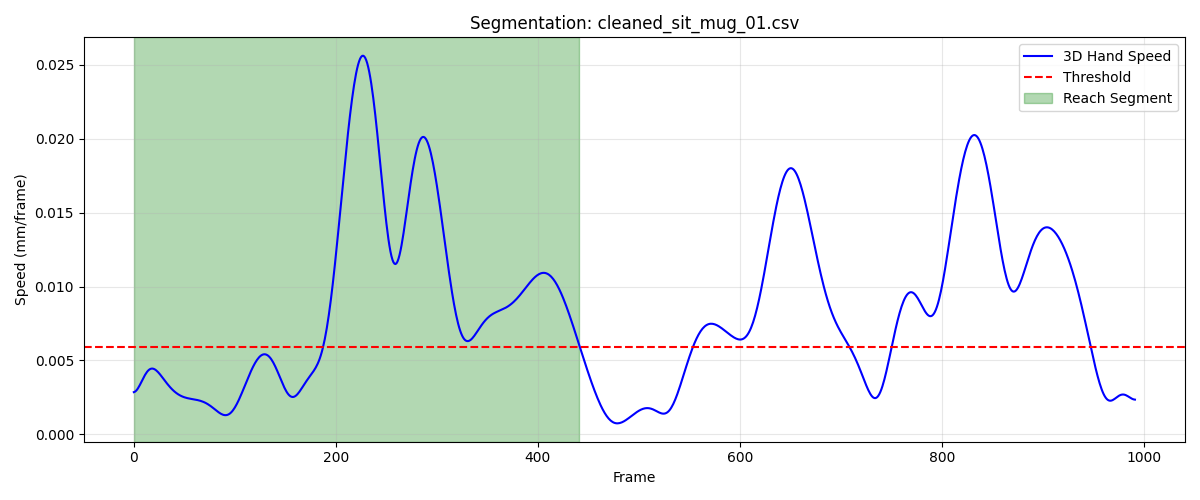 Segmentation: cleaned_sit_mug_01.csv
3D Hand Speed
Threshold
Reach Segment
Speed (mm/frame)
0.025
0.020
0.015
0.010
0.005
0.000
0 200 400 600 800 1000
Frame